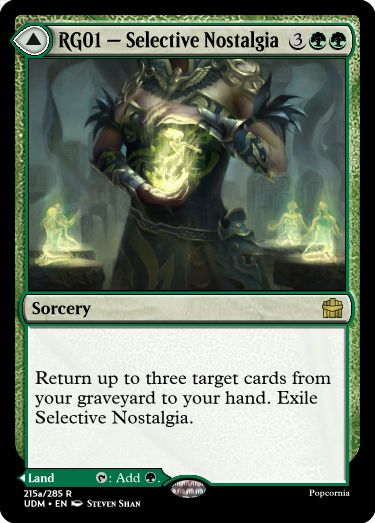 RG01 — Selective Nostalgia 3
Sorcery
Return up to three target cards from
your graveyard to your hand. Exile
Selective Nostalgia.
Land : Add .
215a/285 R Popcornia
UDM • EN Steven Shan